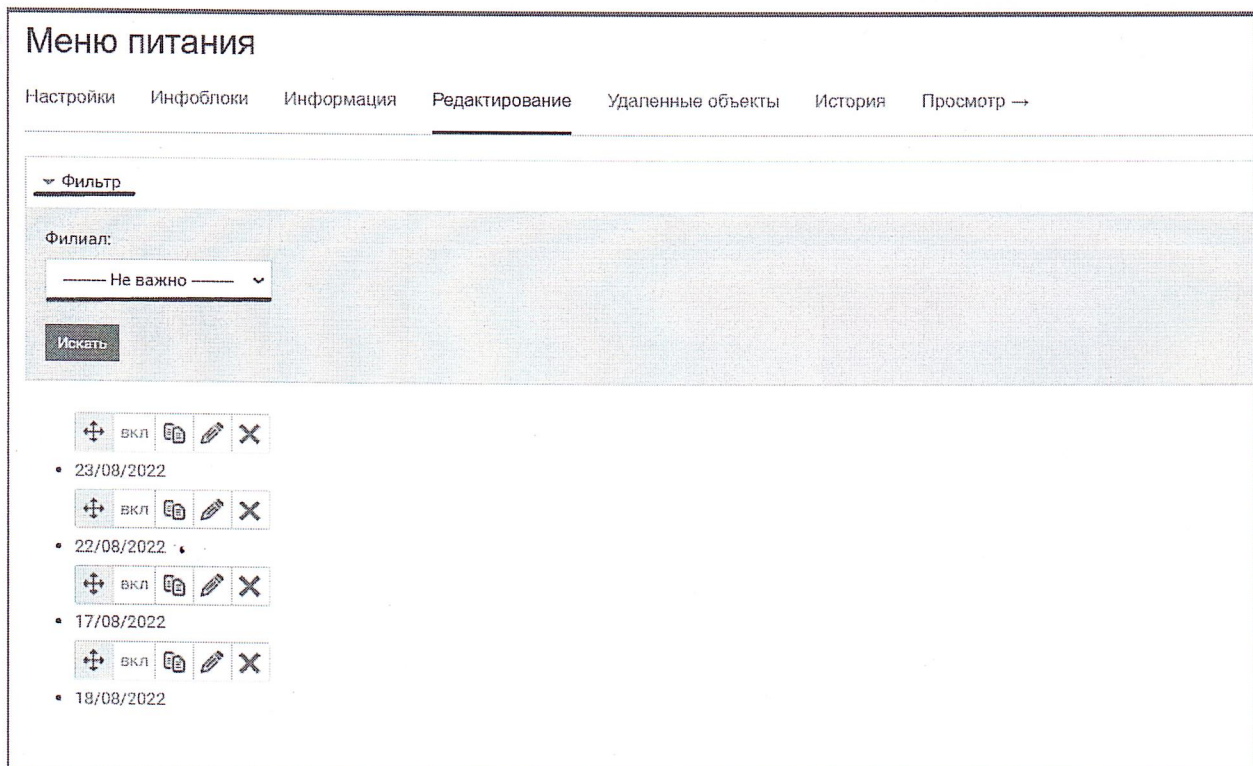 Меню питания
Настройки Инфоблоки Информация Редактирование Удаленные объекты История Просмотр →
Фильтр
Филиал:
——— Не важно ———
Искать
вкл
• 23/08/2022
вкл
• 22/08/2022
вкл
• 17/08/2022
вкл
• 18/08/2022